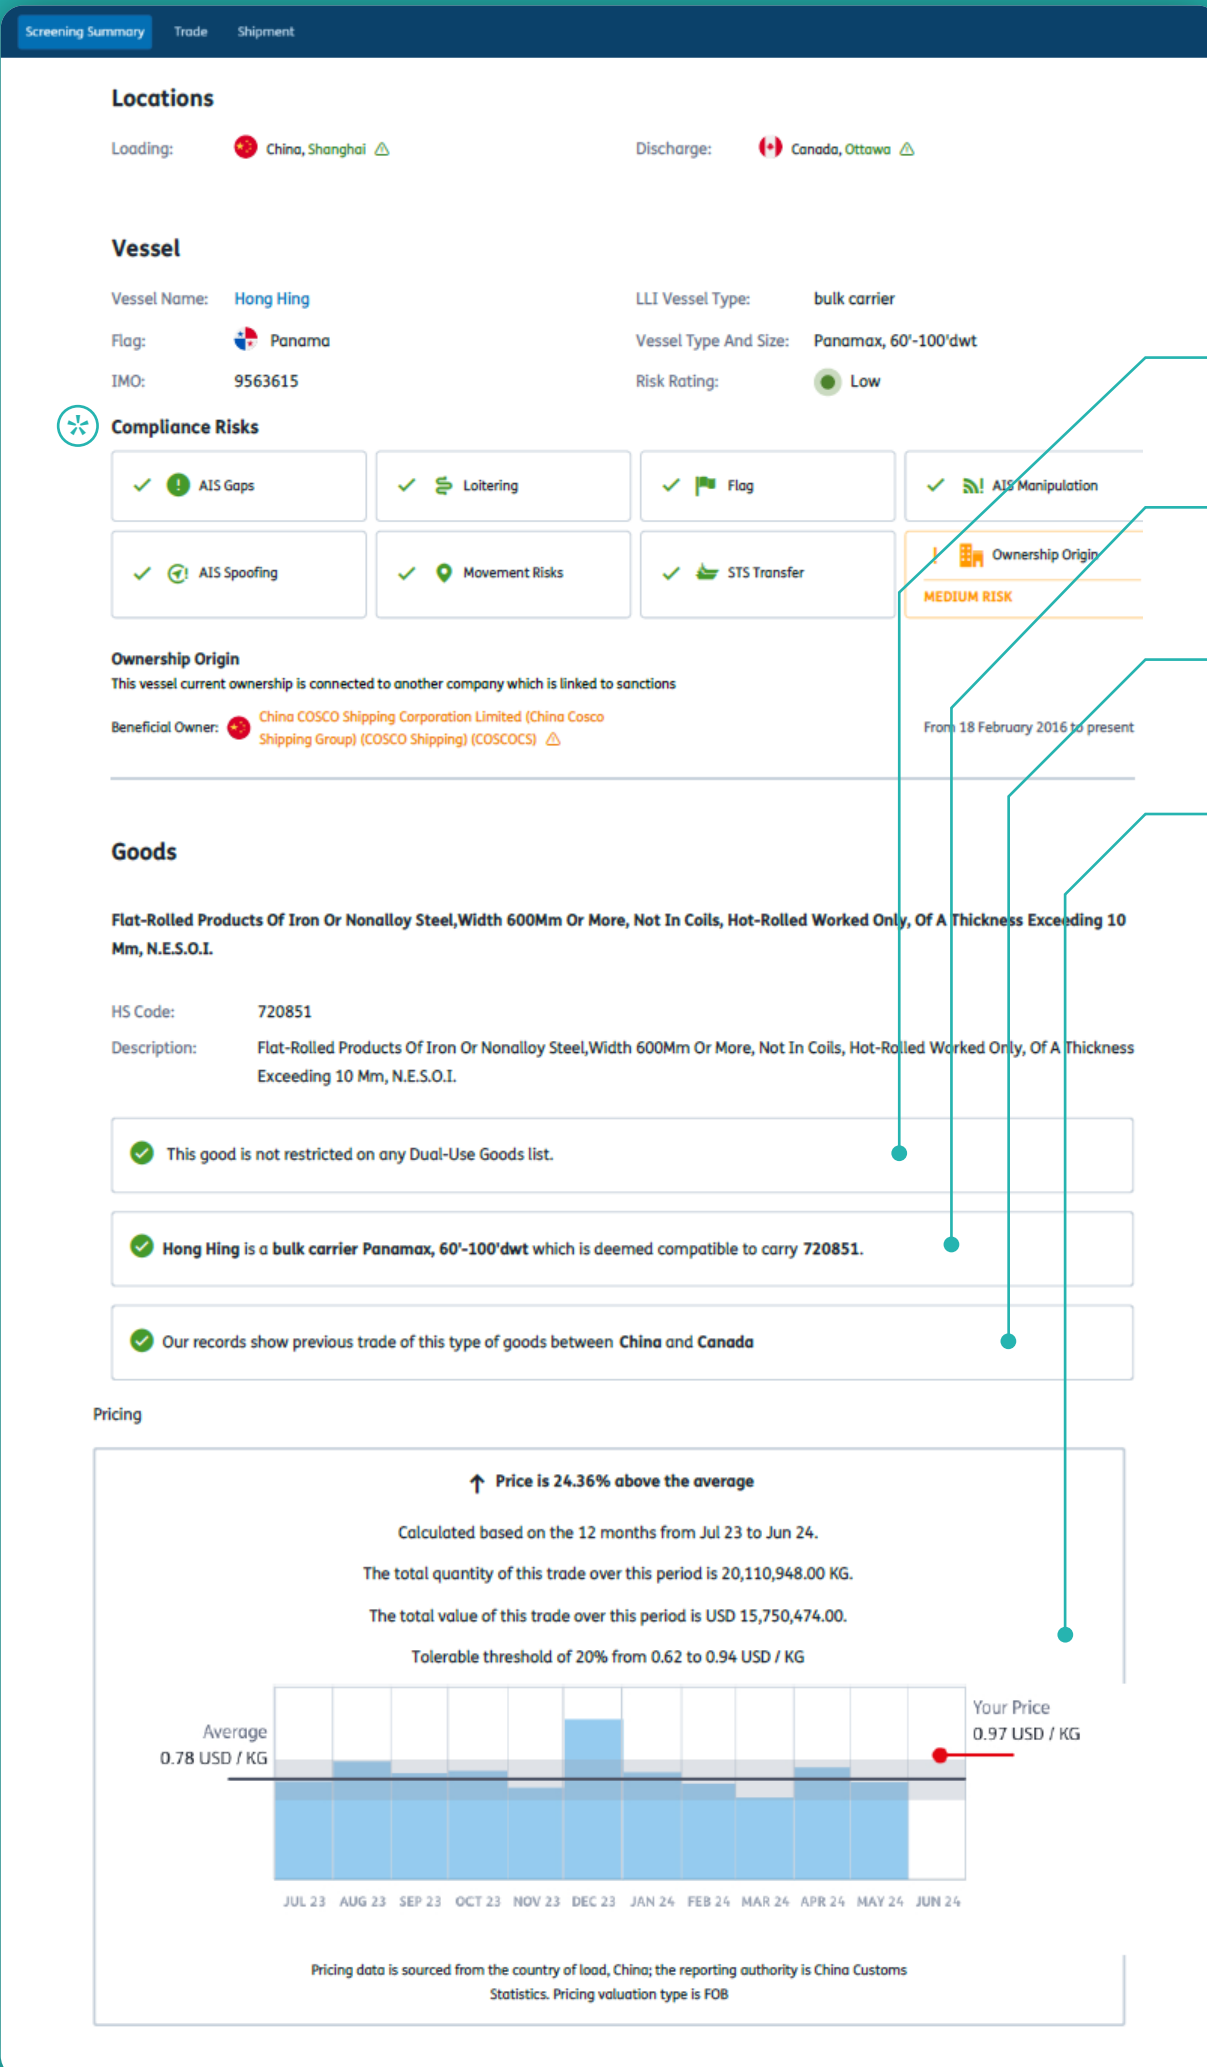 Screening Summary Trade Shipment
Locations
Loading: China, Shanghai Discharge: Canada, Ottawa
Vessel
Vessel Name: Hong Hing LLI Vessel Type: bulk carrier
Flag: Panama Vessel Type And Size: Panamax, 60'-100'dwt
IMO: 9563615 Risk Rating: Low
Compliance Risks
AIS Gaps Loitering Flag AIS Manipulation
AIS Spoofing Movement Risks STS Transfer Ownership Origin
MEDIUM RISK
Ownership Origin
This vessel current ownership is connected to another company which is linked to sanctions
Beneficial Owner: China COSCO Shipping Corporation Limited (China Cosco
Shipping Group) (COSCO Shipping) (COSCOCS) From 18 February 2016 to present
Goods
Flat-Rolled Products Of Iron Or Nonalloy Steel,Width 600Mm Or More, Not In Coils, Hot-Rolled Worked Only, Of A Thickness Exceeding 10
Mm, N.E.S.O.I.
HS Code: 720851
Description: Flat-Rolled Products Of Iron Or Nonalloy Steel,Width 600Mm Or More, Not In Coils, Hot-Rolled Worked Only, Of A Thickness
Exceeding 10 Mm, N.E.S.O.I.
This good is not restricted on any Dual-Use Goods list.
Hong Hing is a bulk carrier Panamax, 60'-100'dwt which is deemed compatible to carry 720851.
Our records show previous trade of this type of goods between China and Canada
Pricing
Price is 24.36% above the average
Calculated based on the 12 months from Jul 23 to Jun 24.
The total quantity of this trade over this period is 20,110,948.00 KG.
The total value of this trade over this period is USD 15,750,474.00.
Tolerable threshold of 20% from 0.62 to 0.94 USD / KG
Average
0.78 USD / KG
Your Price
0.97 USD / KG
JUL 23 AUG 23 SEP 23 OCT 23 NOV 23 DEC 23 JAN 24 FEB 24 MAR 24 APR 24 MAY 24 JUN 24
Pricing data is sourced from the country of load, China; the reporting authority is China Customs
Statistics. Pricing valuation type is FOB